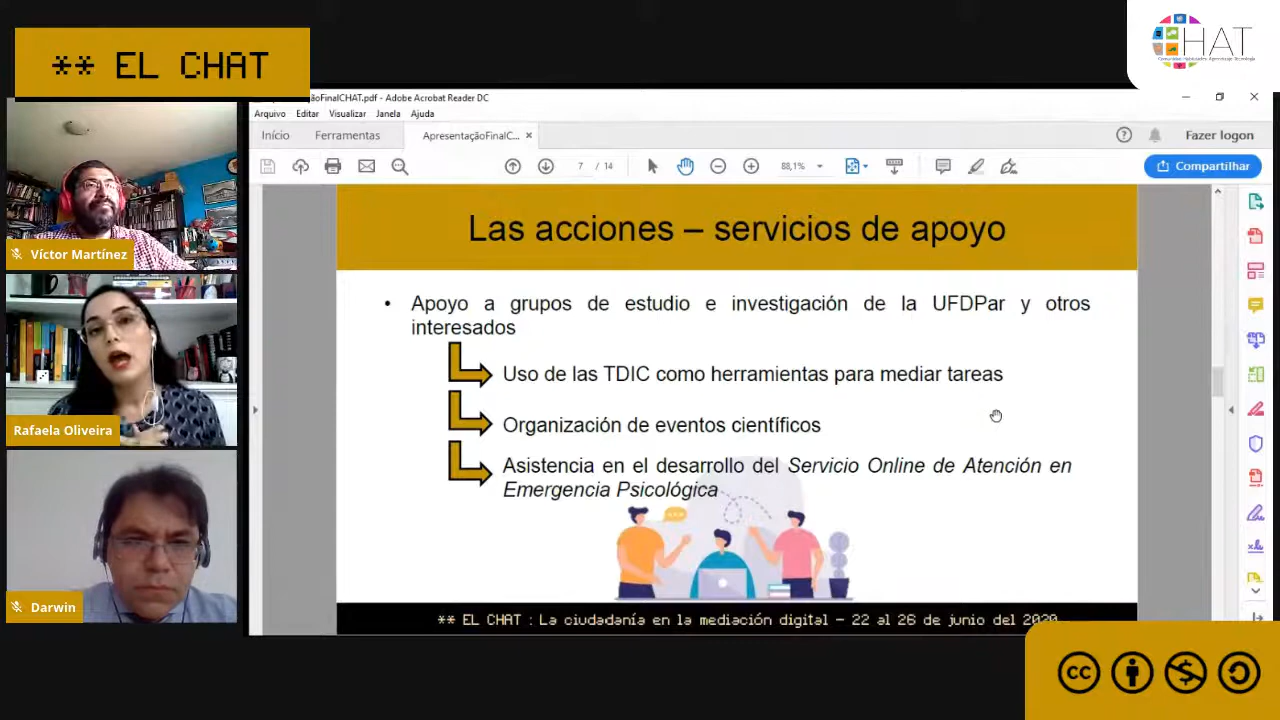 ** EL CHAT
CHAT
ãoFinalCHAT.pdf - Adobe Acrobat Reader DC
Arquivo Editar Visualizar Janela Ajuda
Início Ferramentas ApresentaçãoFinalC... ×
Fazer logon
7 / 14
88,1%
Compartilhar
Víctor Martínez
Rafaela Oliveira
Darwin
Las acciones – servicios de apoyo
• Apoyo a grupos de estudio e investigación de la UFDPar y otros
interesados
Uso de las TDIC como herramientas para mediar tareas
Organización de eventos científicos
Asistencia en el desarrollo del Servicio Online de Atención en
Emergencia Psicológica
** EL CHAT : La ciudadanía en la mediación digital – 22 al 26 de junio del 2020
cc